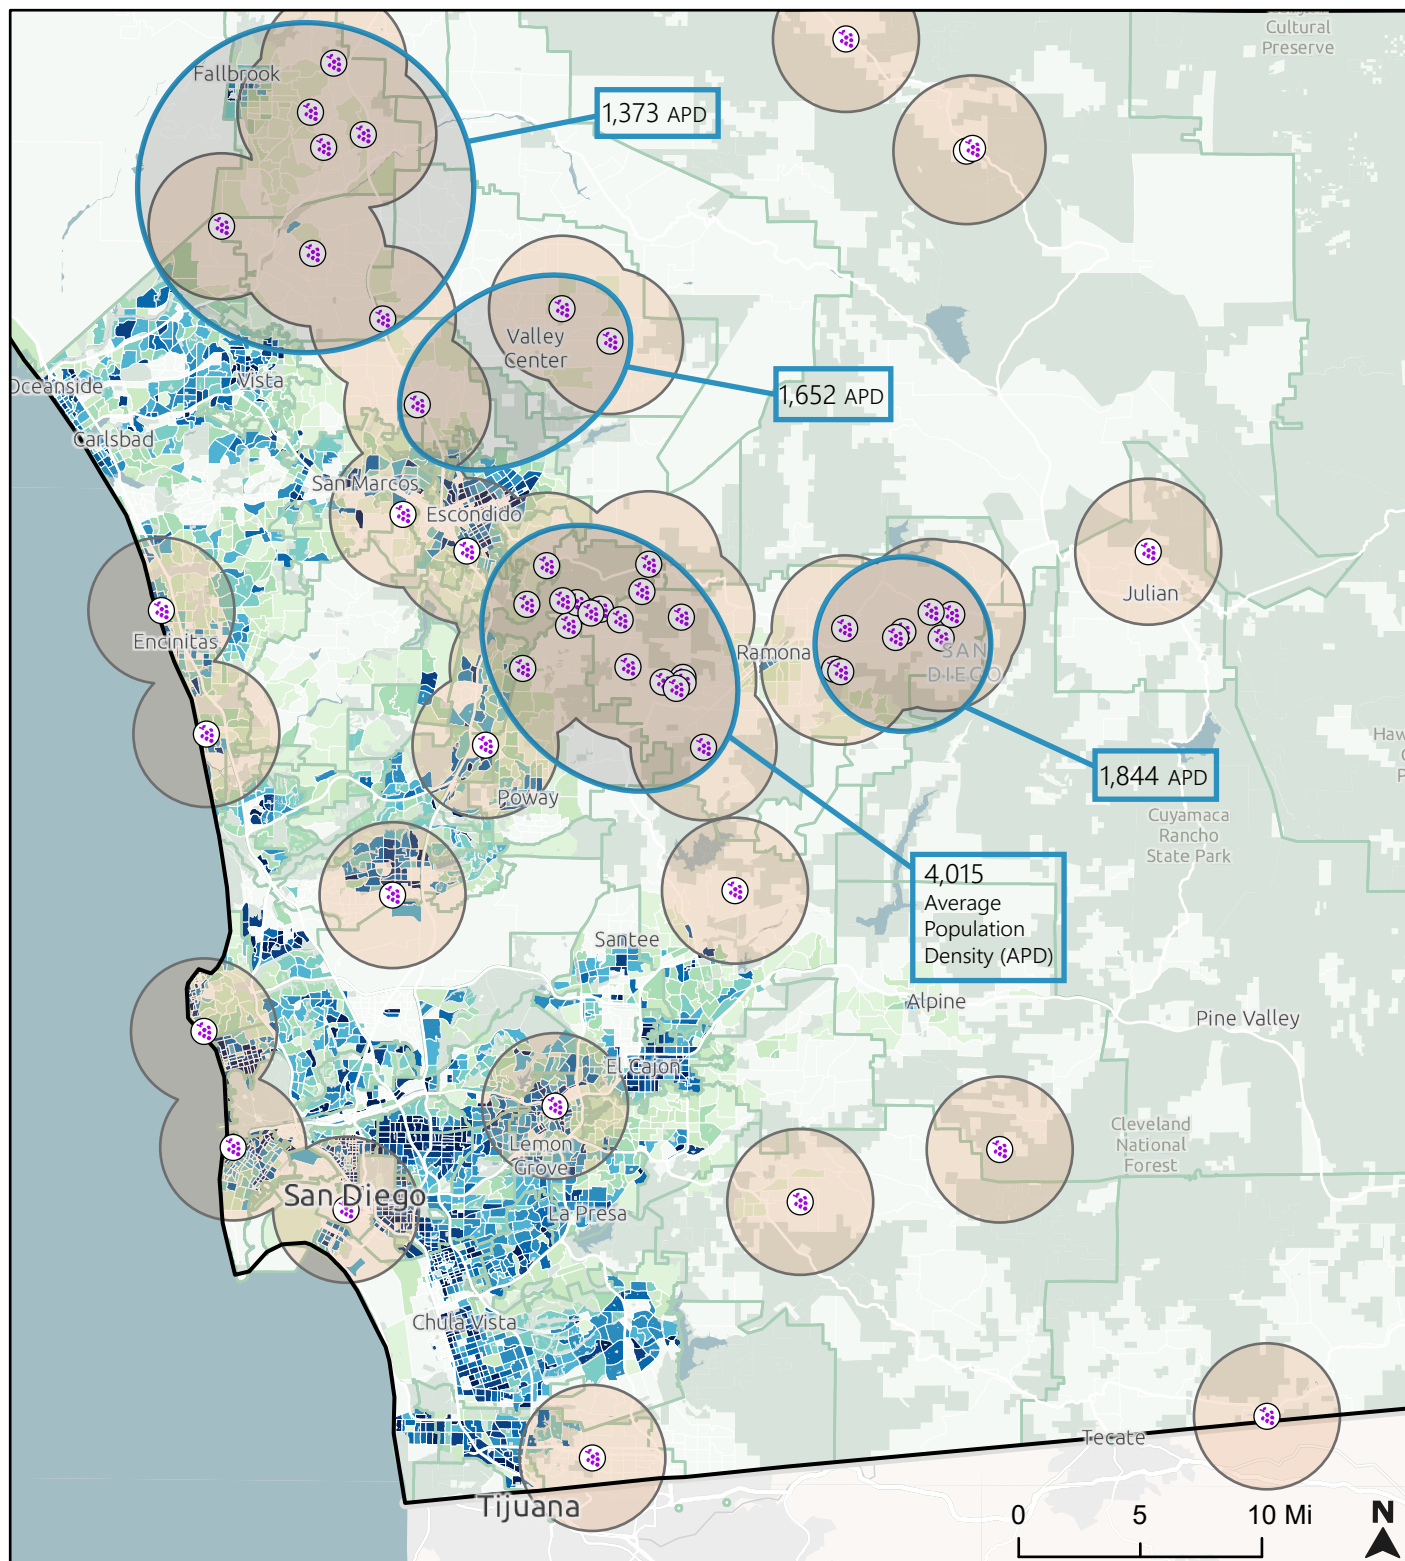 Cultural
Preserve
Fallbrook
1,373 APD
Valley
Center
Oceanside
Vista
1,652 APD
Carlsbad
San Marcos
Escondido
Julian
Encinitas
Ramona
SAN
DIEGO
1,844 APD
Poway
Cuyamaca
Rancho
State Park
4,015
Average
Population
Density (APD)
Santee
Alpine
Pine Valley
El Cajon
Cleveland
National
Forest
Lemon
Grove
San Diego
La Presa
Chula Vista
Tecate
Tijuana
0 5 10 Mi
N